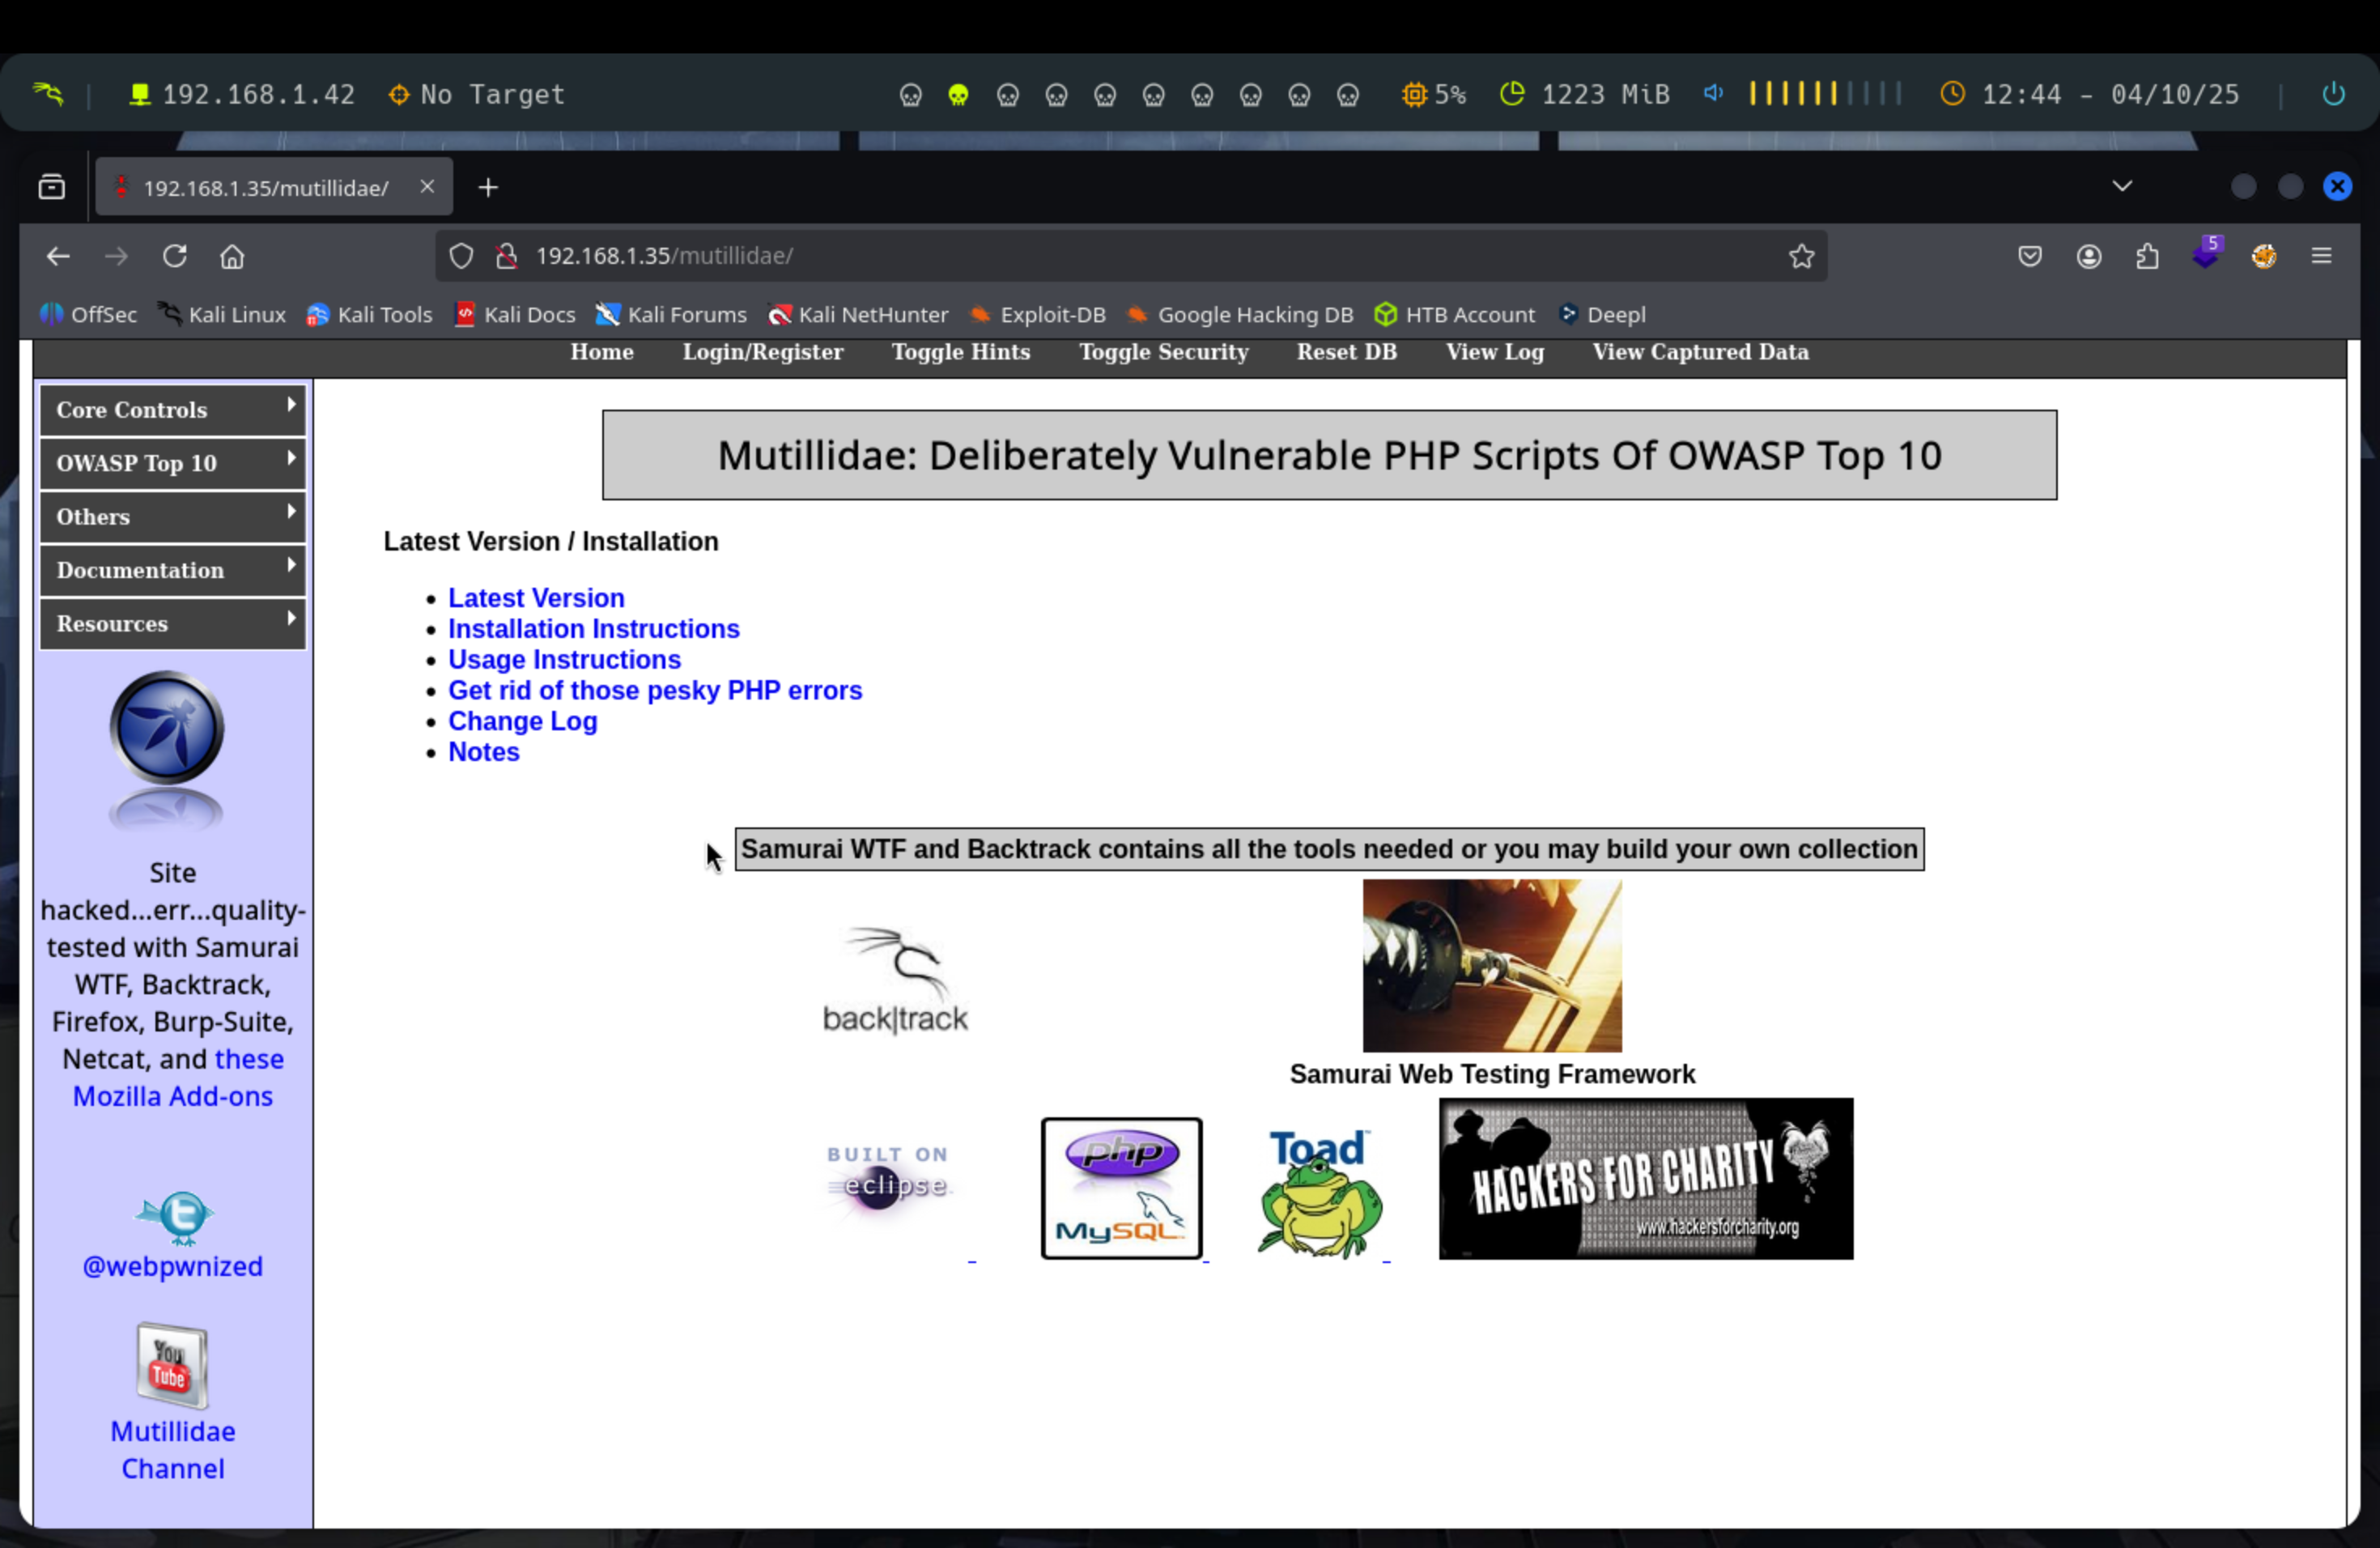 192.168.1.42 No Target 5% 1223 MiB 12:44 - 04/10/25
192.168.1.35/mutillidae/
192.168.1.35/mutillidae/ 5
OffSec Kali Linux Kali Tools Kali Docs Kali Forums Kali NetHunter Exploit-DB Google Hacking DB HTB Account Deepl
Home Login/Register Toggle Hints Toggle Security Reset DB View Log View Captured Data
Core Controls
OWASP Top 10
Others
Documentation
Resources
Site
hacked...err...quality-
tested with Samurai
WTF, Backtrack,
Firefox, Burp-Suite,
Netcat, and these
Mozilla Add-ons
@webpwnized
You
Tube
Mutillidae
Channel
Mutillidae: Deliberately Vulnerable PHP Scripts Of OWASP Top 10
Latest Version / Installation
Latest Version
Installation Instructions
Usage Instructions
Get rid of those pesky PHP errors
Change Log
Notes
Samurai WTF and Backtrack contains all the tools needed or you may build your own collection
back|track
Samurai Web Testing Framework
BUILT ON
eclipse
php
MySQL
Toad
HACKERS FOR CHARITY
www.hackersforcharity.org